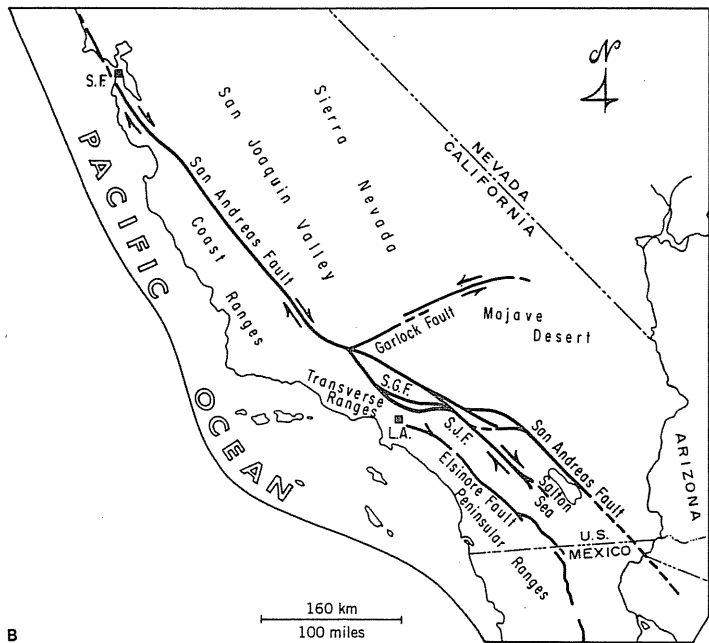 N
S.F.
PACIFIC
OCEAN
San
Joaquin
Valley
Sierra
Nevada
NEVADA
CALIFORNIA
San Andreas Fault
Coast
Ranges
Garlock Fault
Mojave
Desert
Transverse
Ranges
S.G.F.
S.J.F.
L.A.
San Andreas Fault
Salton
Sea
Elsinore Fault
Peninsular
Ranges
ARIZONA
U.S.
MEXICO
160 km
100 miles
B